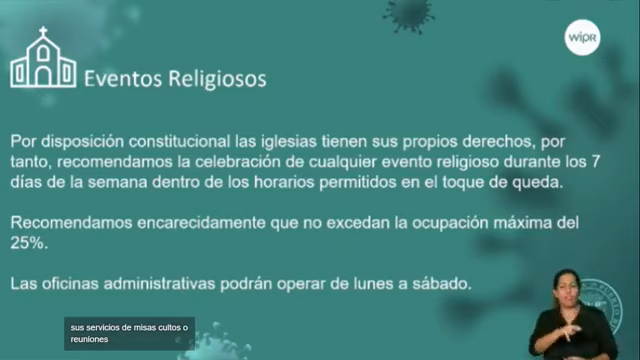 WIPR
Eventos Religiosos
Por disposición constitucional las iglesias tienen sus propios derechos, por
tanto, recomendamos la celebración de cualquier evento religioso durante los 7
días de la semana dentro de los horarios permitidos en el toque de queda.
Recomendamos encarecidamente que no excedan la ocupación máxima del
25%.
Las oficinas administrativas podrán operar de lunes a sábado.
sus servicios de misas cultos o
reuniones